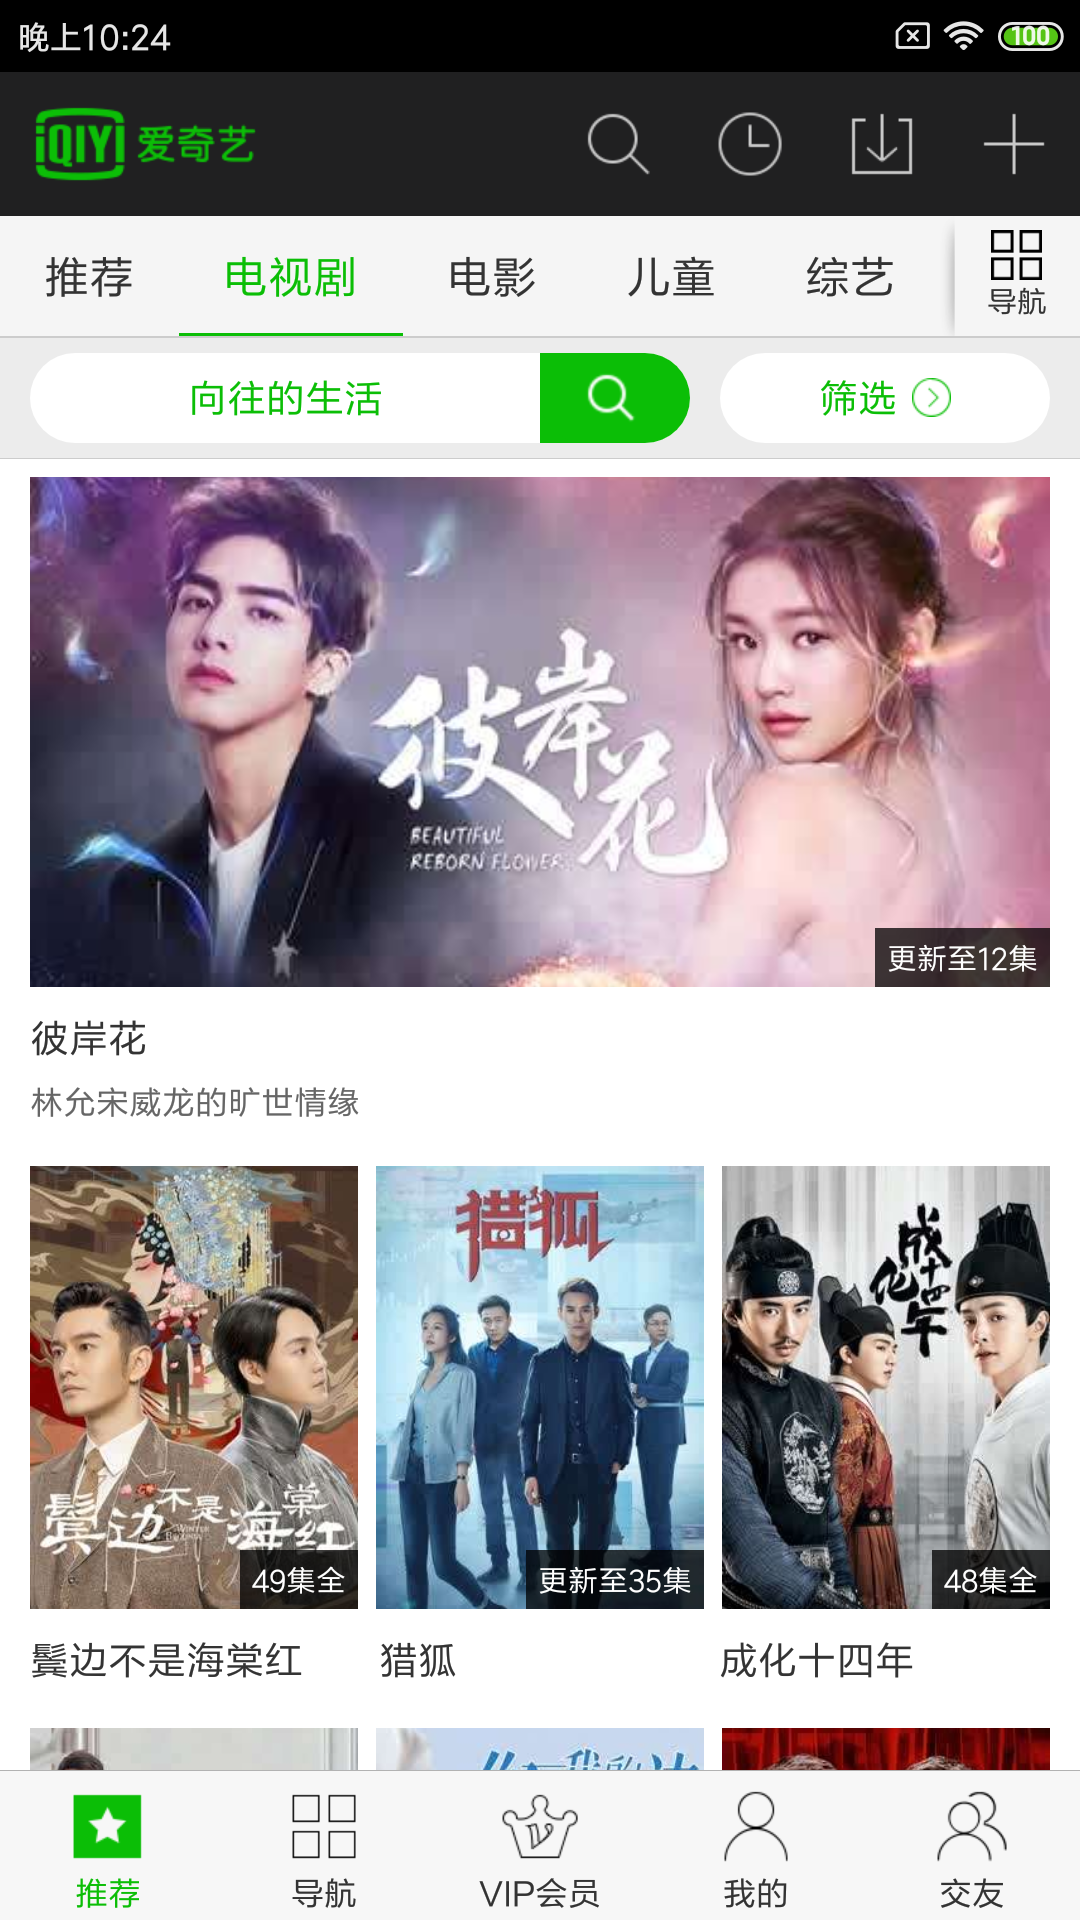 晚上10:24
100
iQIYI 爱奇艺
推荐
电视剧
电影
儿童
综艺
导航
向往的生活
筛选
彼岸花
BEAUTIFUL
REBORN FLOWER
更新至12集
彼岸花
林允宋威龙的旷世情缘
鬓边不是海棠红
WINTER
BEGONIA
49集全
猎狐
更新至35集
成化十四年
48集全
鬓边不是海棠红
猎狐
成化十四年
推荐
导航
VIP会员
我的
交友